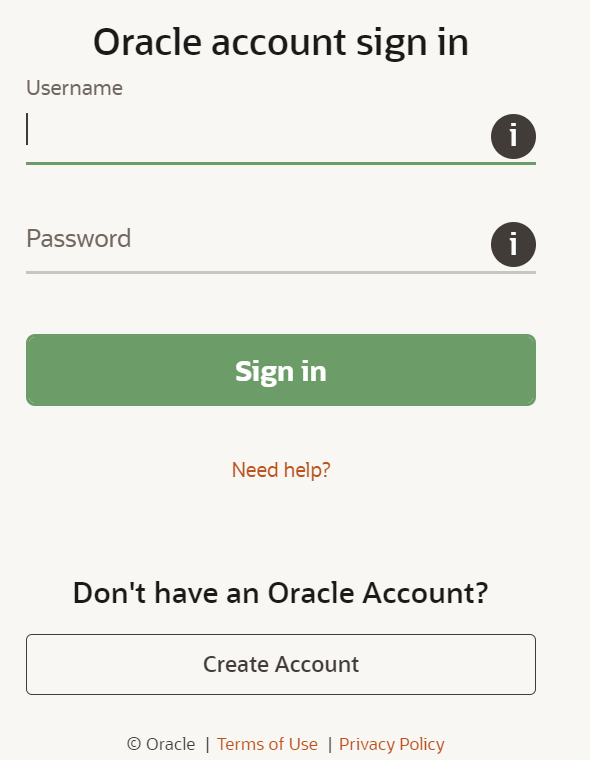 Oracle account sign in
Username
i
Password
i
Sign in
Need help?
Don't have an Oracle Account?
Create Account
© Oracle | Terms of Use | Privacy Policy